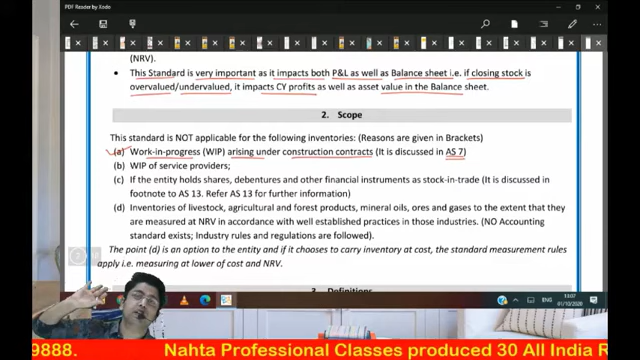 PDF Reader by Xodo
(NRV).
• This Standard is very important as it impacts both P&L as well as Balance sheet i.e. if closing stock is
overvalued/undervalued, it impacts CY profits as well as asset value in the Balance sheet.
2. Scope
This standard is NOT applicable for the following inventories: (Reasons are given in Brackets)
(a) Work-in-progress (WIP) arising under construction contracts (It is discussed in AS 7)
(b) WIP of service providers;
(c) If the entity holds shares, debentures and other financial instruments as stock-in-trade (It is discussed in
footnote to AS 13. Refer AS 13 for further information)
(d) Inventories of livestock, agricultural and forest products, mineral oils, ores and gases to the extent that they
are measured at NRV in accordance with well established practices in those industries. (NO Accounting
standard exists; Industry rules and regulations are followed).
The point (d) is an option to the entity and if it chooses to carry inventory at cost, the standard measurement rules
apply i.e. measuring at lower of cost and NRV.
3. Definitions
ENG
13:07
01/10/2020
9888.
Nahta Professional Classes produced 30 All India R